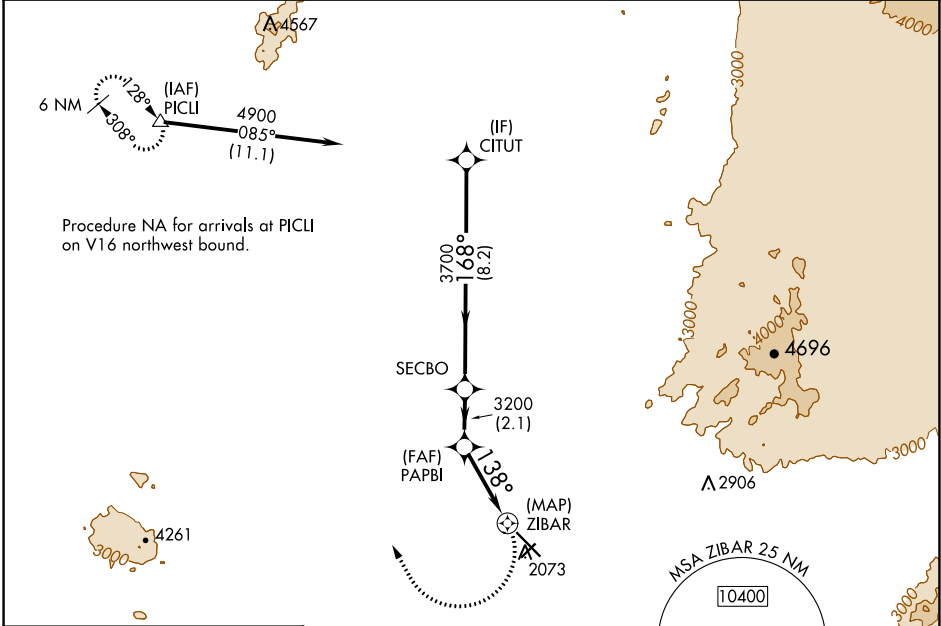 4567
4000
3000
6 NM
128°
308°
(IAF)
PICLI
4900
085°
(11.1)
(IF)
CITUT
Procedure NA for arrivals at PICLI
on V16 northwest bound.
3700
168°
(8.2)
3000
4000
4696
SECBO
3200
(2.1)
(FAF)
PAPBI
138°
3000
2906
(MAP)
ZIBAR
4261
3000
2073
MSA ZIBAR 25 NM
10400
3000